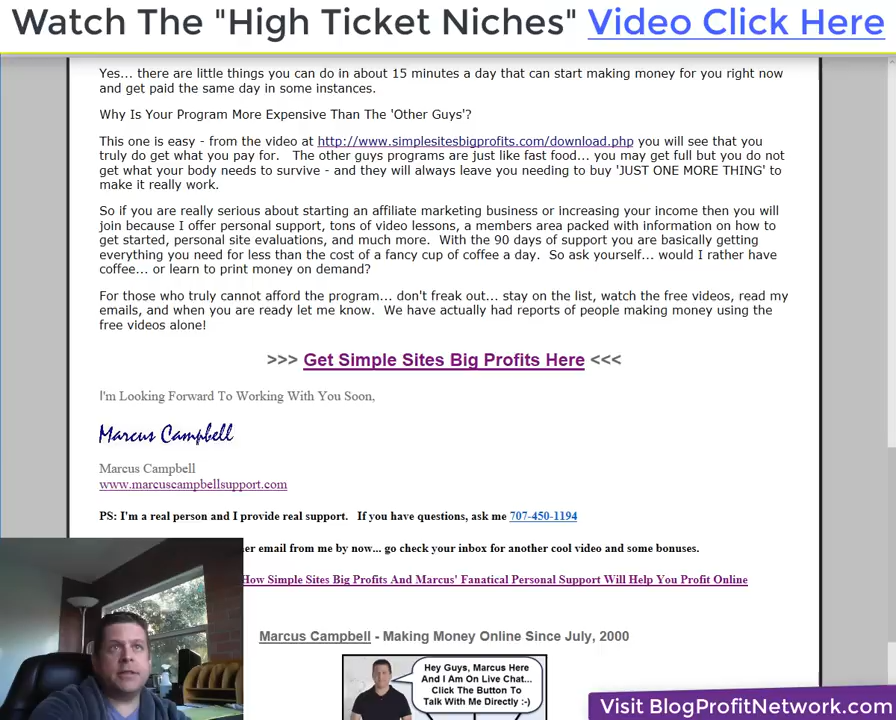 Watch The "High Ticket Niches" Video Click Here
Yes... there are little things you can do in about 15 minutes a day that can start making money for you right now
and get paid the same day in some instances.
Why Is Your Program More Expensive Than The 'Other Guys'?
This one is easy - from the video at http://www.simplesitesbigprofits.com/download.php you will see that you
truly do get what you pay for.   The other guys programs are just like fast food... you may get full but you do not
get what your body needs to survive - and they will always leave you needing to buy 'JUST ONE MORE THING' to
make it really work.
So if you are really serious about starting an affiliate marketing business or increasing your income then you will
join because I offer personal support, tons of video lessons, a members area packed with information on how to
get started, personal site evaluations, and much more.  With the 90 days of support you are basically getting
everything you need for less than the cost of a fancy cup of coffee a day.  So ask yourself... would I rather have
coffee... or learn to print money on demand?
For those who truly cannot afford the program... don't freak out... stay on the list, watch the free videos, read my
emails, and when you are ready let me know.  We have actually had reports of people making money using the
free videos alone!
>>> Get Simple Sites Big Profits Here <<<
I'm Looking Forward To Working With You Soon,
Marcus Campbell
Marcus Campbell
www.marcuscampbellsupport.com
PS: I'm a real person and I provide real support.   If you have questions, ask me 707-450-1194
email from me by now... go check your inbox for another cool video and some bonuses.
How Simple Sites Big Profits And Marcus' Fanatical Personal Support Will Help You Profit Online
Marcus Campbell - Making Money Online Since July, 2000
Hey Guys, Marcus Here
And I Am On Live Chat...
Click The Button To
Talk With Me Directly :-)
Visit BlogProfitNetwork.com